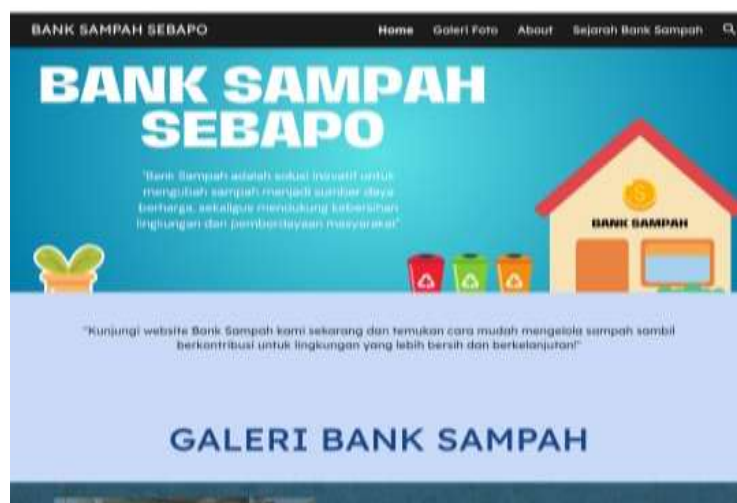 BANK SAMPAH SEBAPO
Home Galeri Foto About Sejarah Bank Sampah
BANK SAMPAH
SEBAPO
"Bank Sampah adalah solusi inovatif untuk
mengubah sampah menjadi sumber daya
berharga, sekaligus mendukung kebersihan
lingkungan dan pemberdayaan masyarakat"
BANK SAMPAH
"Kunjungi website Bank Sampah kami sekarang dan temukan cara mudah mengelola sampah sambil
berkontribusi untuk lingkungan yang lebih bersih dan berkelanjutan!"
GALERI BANK SAMPAH